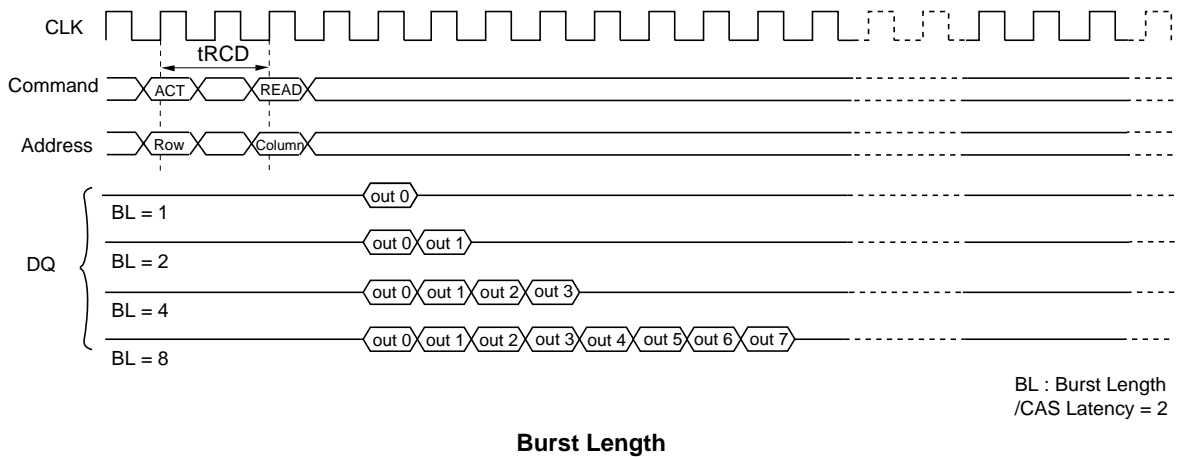 CLK
tRCD
Command ACT READ
Address Row Column
out 0
BL = 1
out 0 out 1
BL = 2
DQ
out 0 out 1 out 2 out 3
BL = 4
out 0 out 1 out 2 out 3 out 4 out 5 out 6 out 7
BL = 8
BL : Burst Length
/CAS Latency = 2
Burst Length